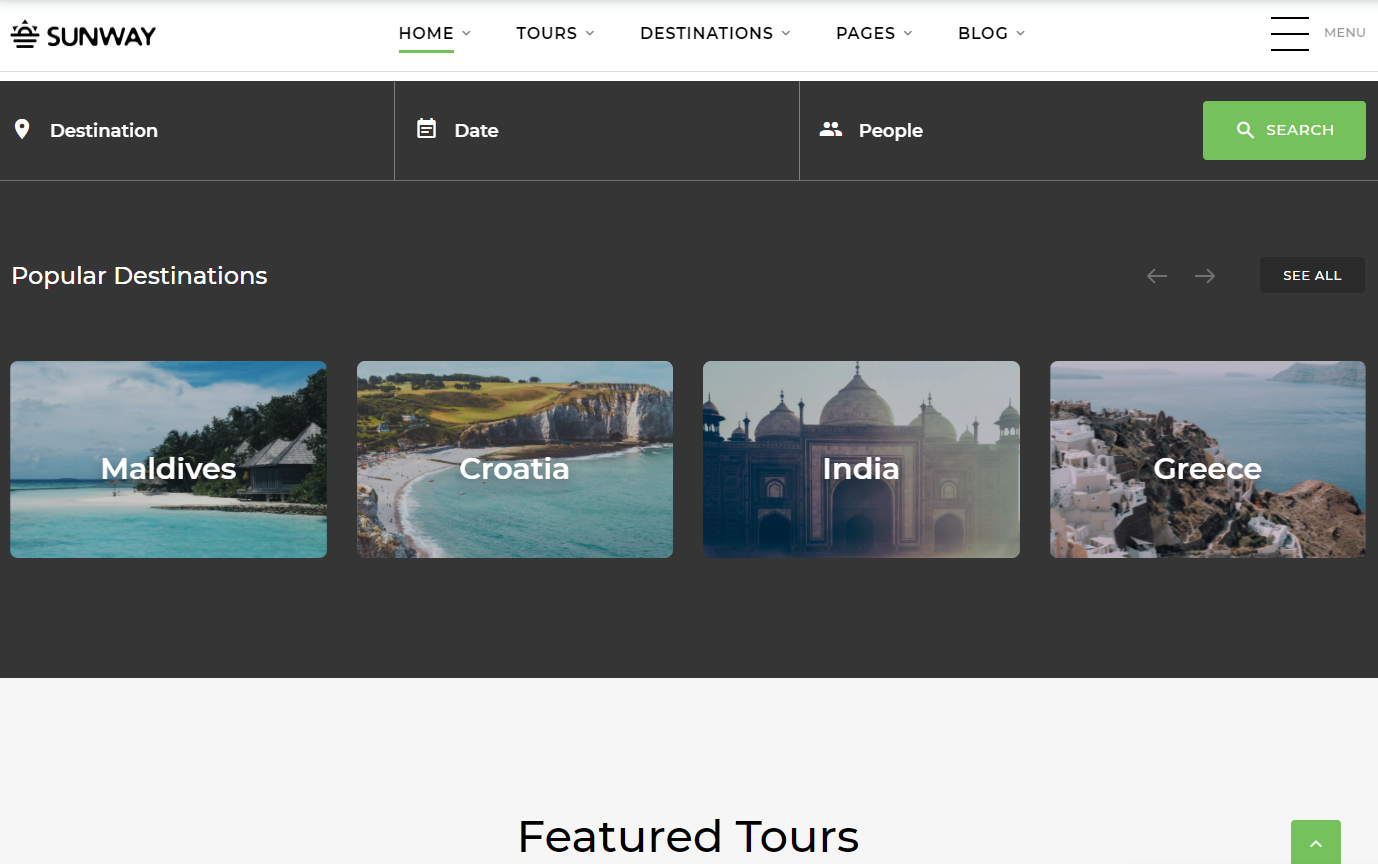 SUNWAY
HOME TOURS DESTINATIONS PAGES BLOG MENU
Destination Date People SEARCH
Popular Destinations SEE ALL
Maldives Croatia India Greece
Featured Tours